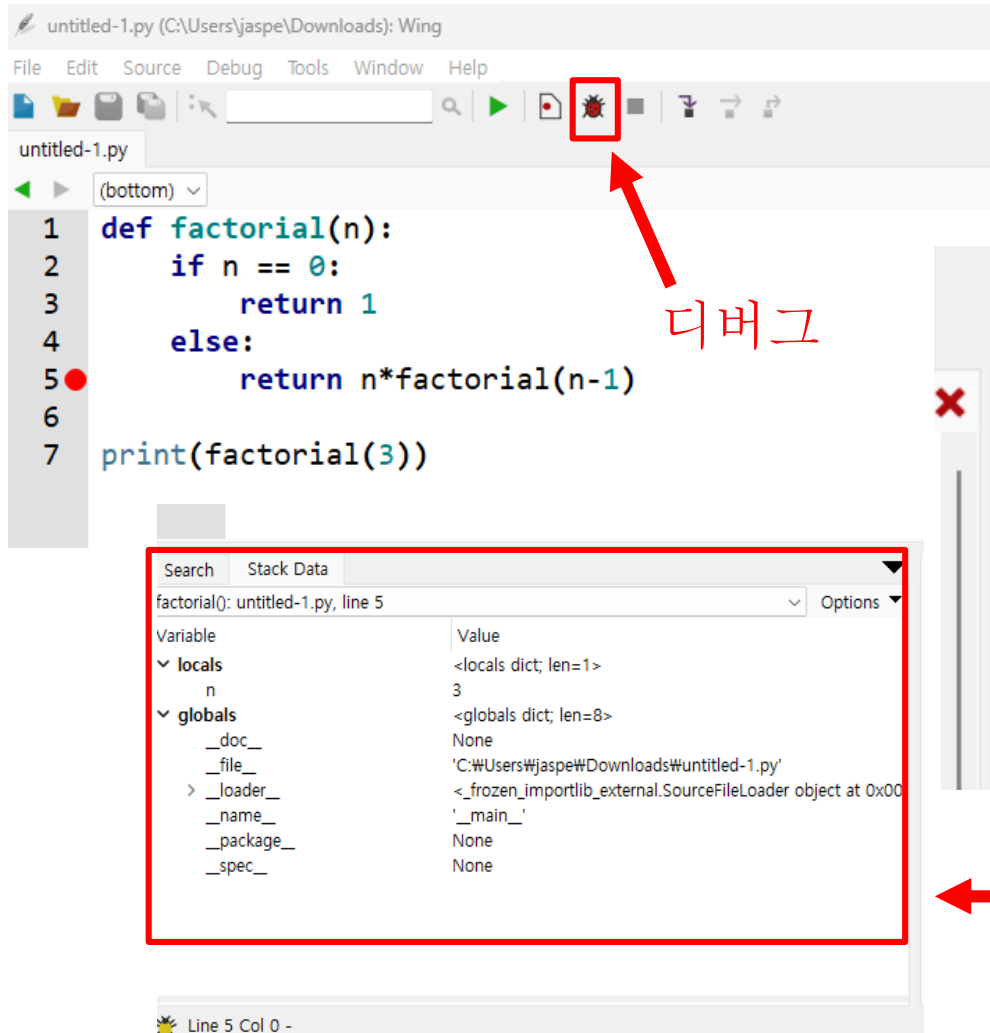 untitled-1.py (C:\Users\jaspe\Downloads): Wing
File Edit Source Debug Tools Window Help
untitled-1.py
(bottom)
1 def factorial(n):
2     if n == 0:
3         return 1
4     else:
5         return n*factorial(n-1)
6
7 print(factorial(3))
디버그
Search Stack Data
factorial(): untitled-1.py, line 5 Options
Variable Value
locals <locals dict; len=1>
n 3
globals <globals dict; len=8>
__doc__ None
__file__ 'C:₩Users₩jaspe₩Downloads₩untitled-1.py'
__loader__ <_frozen_importlib_external.SourceFileLoader object at 0x00
__name__ '__main__'
__package__ None
__spec__ None
Line 5 Col 0 -